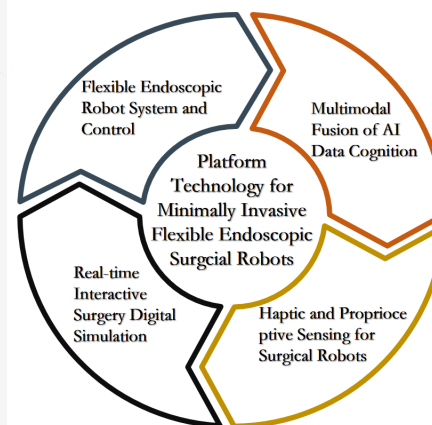 Flexible Endoscopic
Robot System and
Control
Multimodal
Fusion of AI
Data Cognition
Platform
Technology for
Minimally Invasive
Flexible Endoscopic
Surgcial Robots
Real-time
Interactive
Surgery Digital
Simulation
Haptic and Proprioce
ptive Sensing for
Surgical Robots